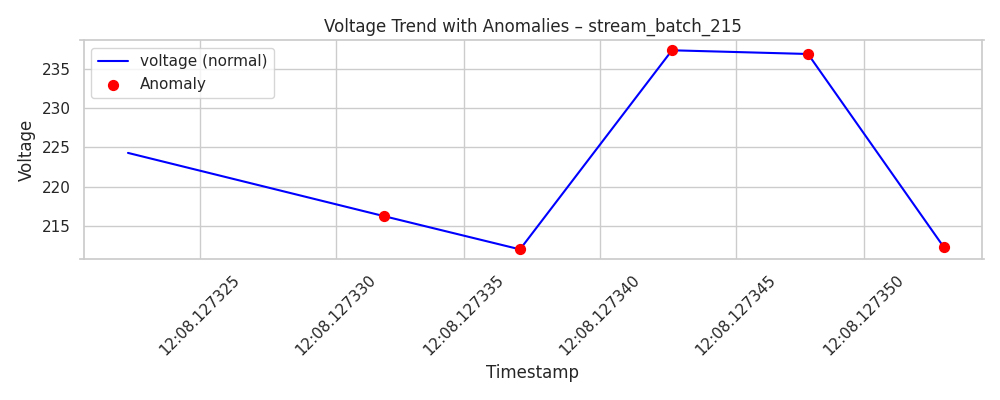 Voltage Trend with Anomalies – stream_batch_215
voltage (normal)
Anomaly
Voltage
235
230
225
220
215
12:08.127325
12:08.127330
12:08.127335
12:08.127340
12:08.127345
12:08.127350
Timestamp